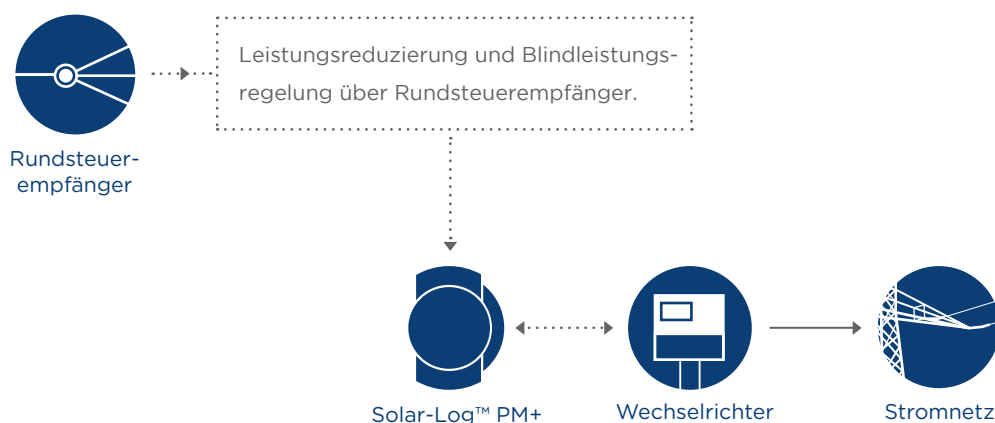 Leistungsreduzierung und Blindleistungs-
regelung über Rundsteuerempfänger.
Rundsteuer-
empfänger
Solar-Log™ PM+
Wechselrichter
Stromnetz